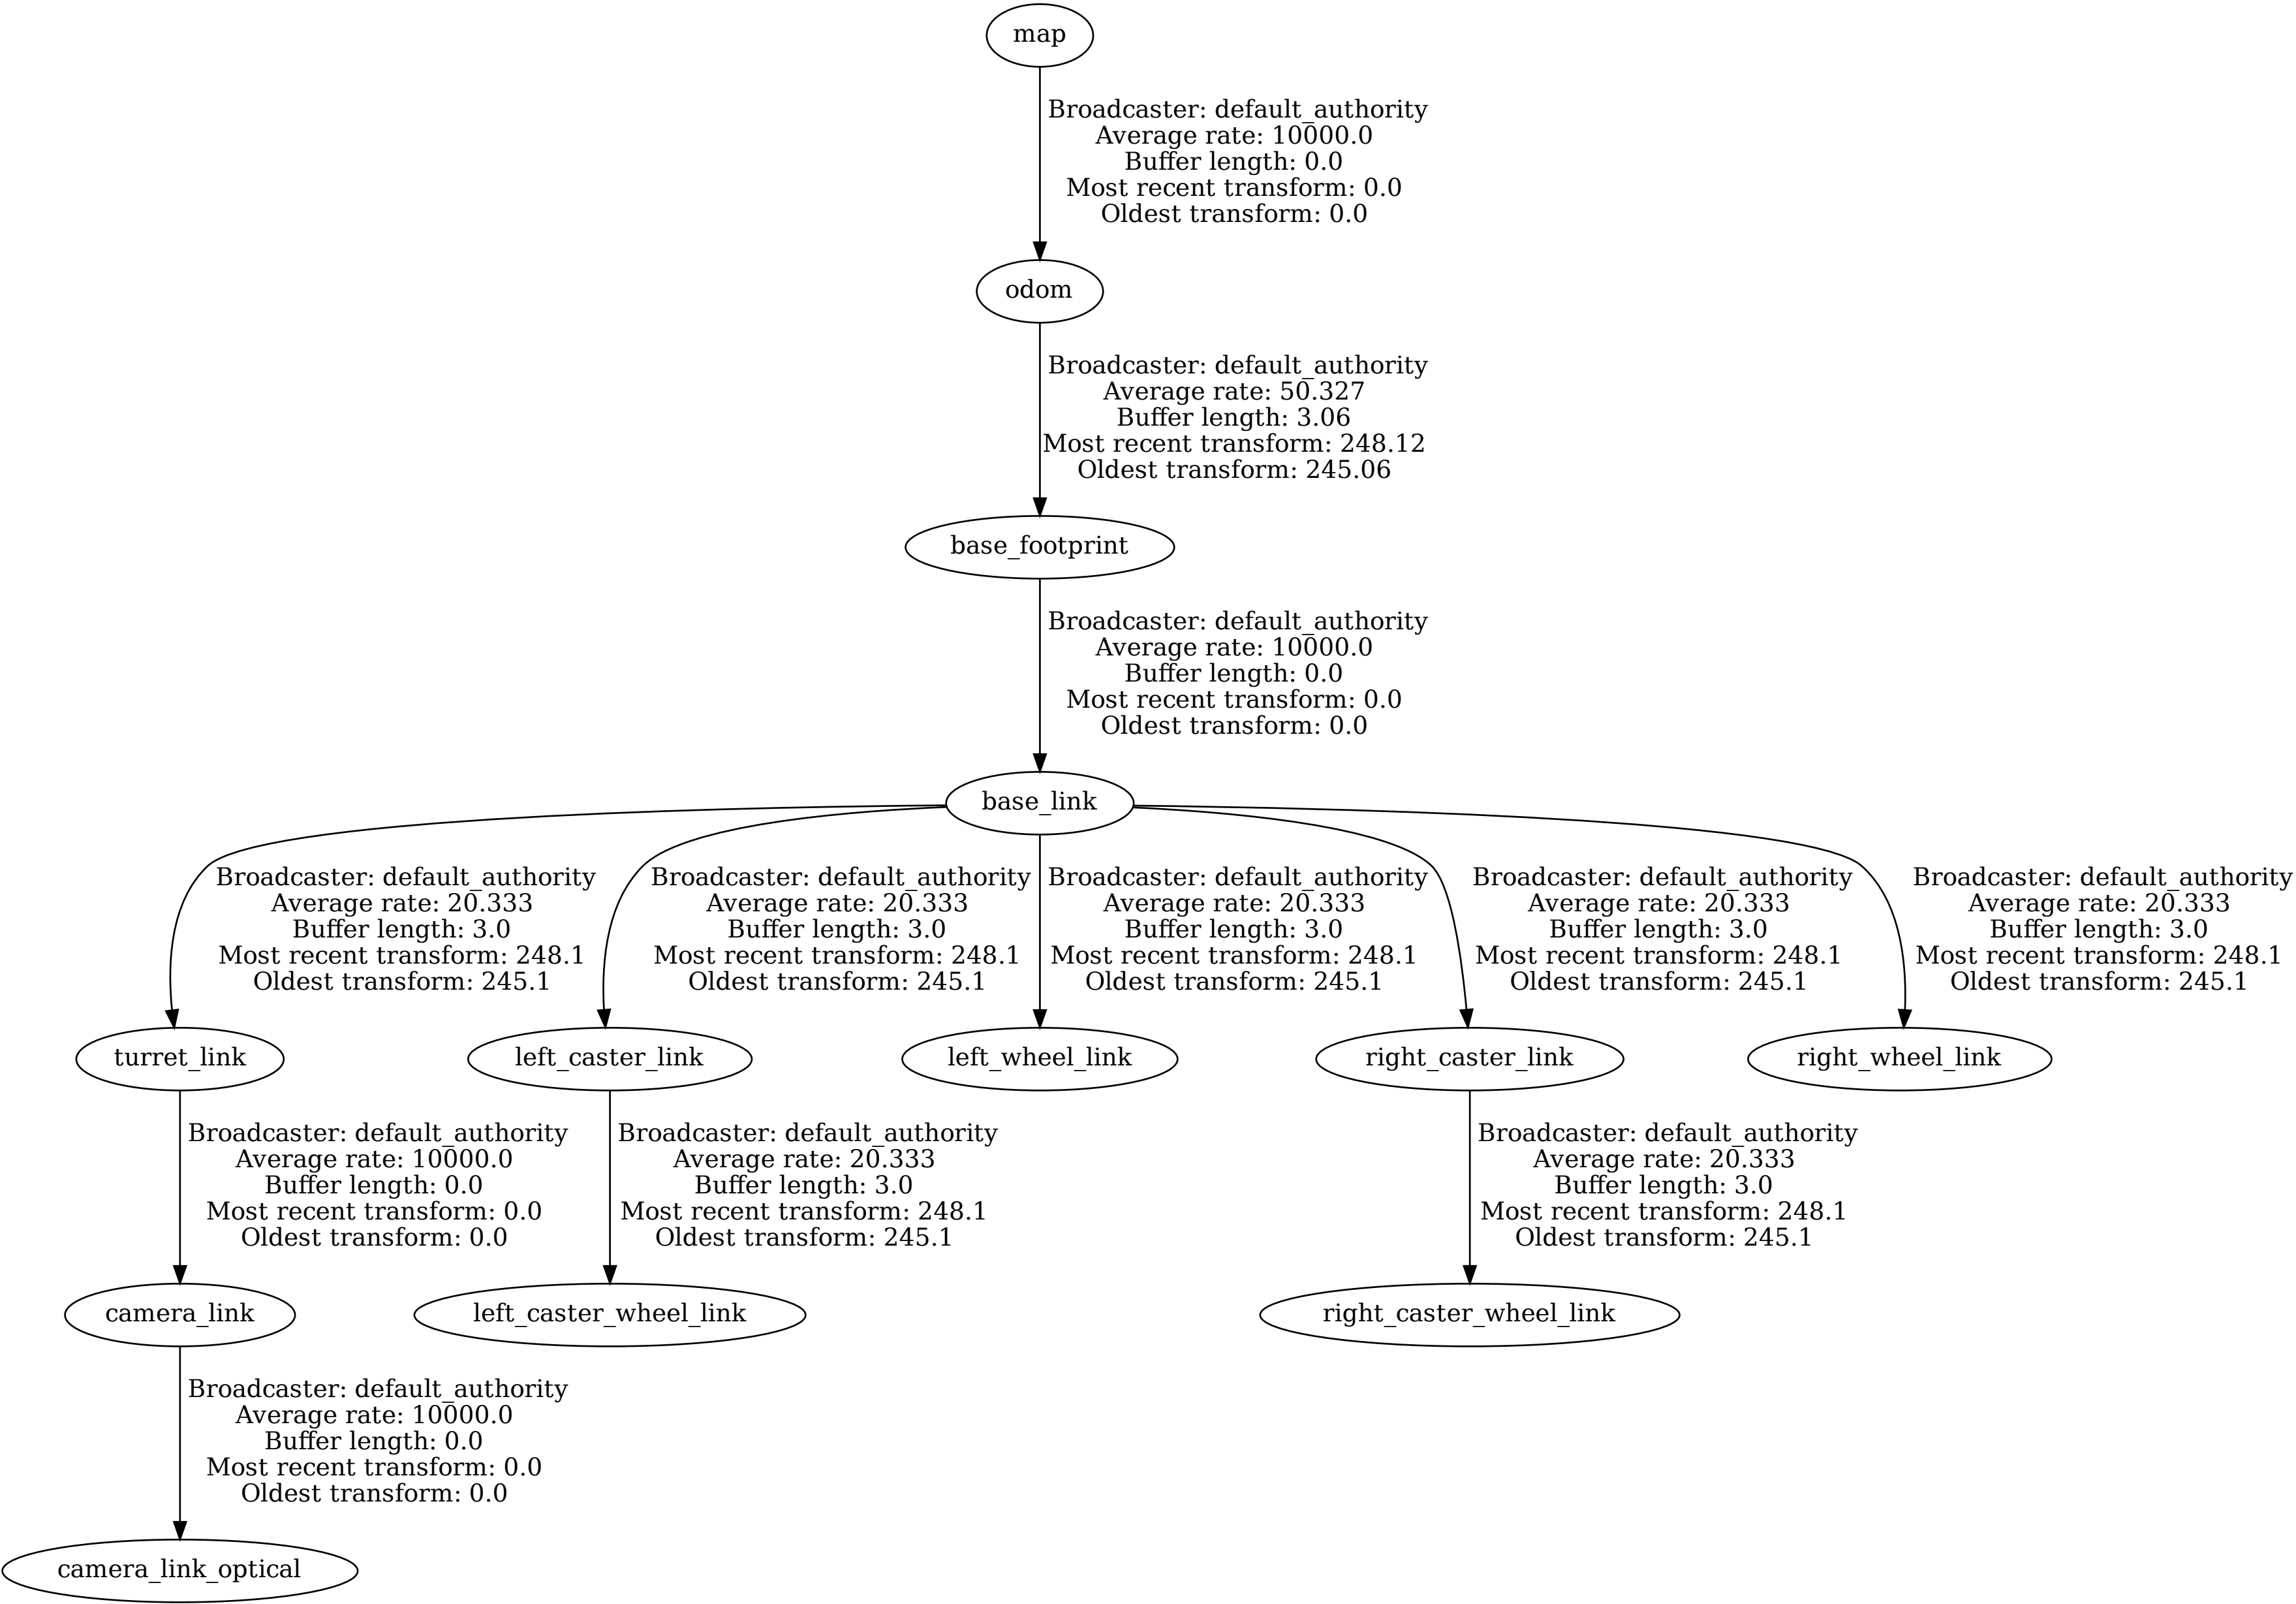 map
Broadcaster: default_authority
Average rate: 10000.0
Buffer length: 0.0
Most recent transform: 0.0
Oldest transform: 0.0
odom
Broadcaster: default_authority
Average rate: 50.327
Buffer length: 3.06
Most recent transform: 248.12
Oldest transform: 245.06
base_footprint
Broadcaster: default_authority
Average rate: 10000.0
Buffer length: 0.0
Most recent transform: 0.0
Oldest transform: 0.0
base_link
Broadcaster: default_authority
Average rate: 20.333
Buffer length: 3.0
Most recent transform: 248.1
Oldest transform: 245.1
Broadcaster: default_authority
Average rate: 20.333
Buffer length: 3.0
Most recent transform: 248.1
Oldest transform: 245.1
Broadcaster: default_authority
Average rate: 20.333
Buffer length: 3.0
Most recent transform: 248.1
Oldest transform: 245.1
Broadcaster: default_authority
Average rate: 20.333
Buffer length: 3.0
Most recent transform: 248.1
Oldest transform: 245.1
Broadcaster: default_authority
Average rate: 20.333
Buffer length: 3.0
Most recent transform: 248.1
Oldest transform: 245.1
turret_link
left_caster_link
left_wheel_link
right_caster_link
right_wheel_link
Broadcaster: default_authority
Average rate: 10000.0
Buffer length: 0.0
Most recent transform: 0.0
Oldest transform: 0.0
Broadcaster: default_authority
Average rate: 20.333
Buffer length: 3.0
Most recent transform: 248.1
Oldest transform: 245.1
Broadcaster: default_authority
Average rate: 20.333
Buffer length: 3.0
Most recent transform: 248.1
Oldest transform: 245.1
camera_link
left_caster_wheel_link
right_caster_wheel_link
Broadcaster: default_authority
Average rate: 10000.0
Buffer length: 0.0
Most recent transform: 0.0
Oldest transform: 0.0
camera_link_optical